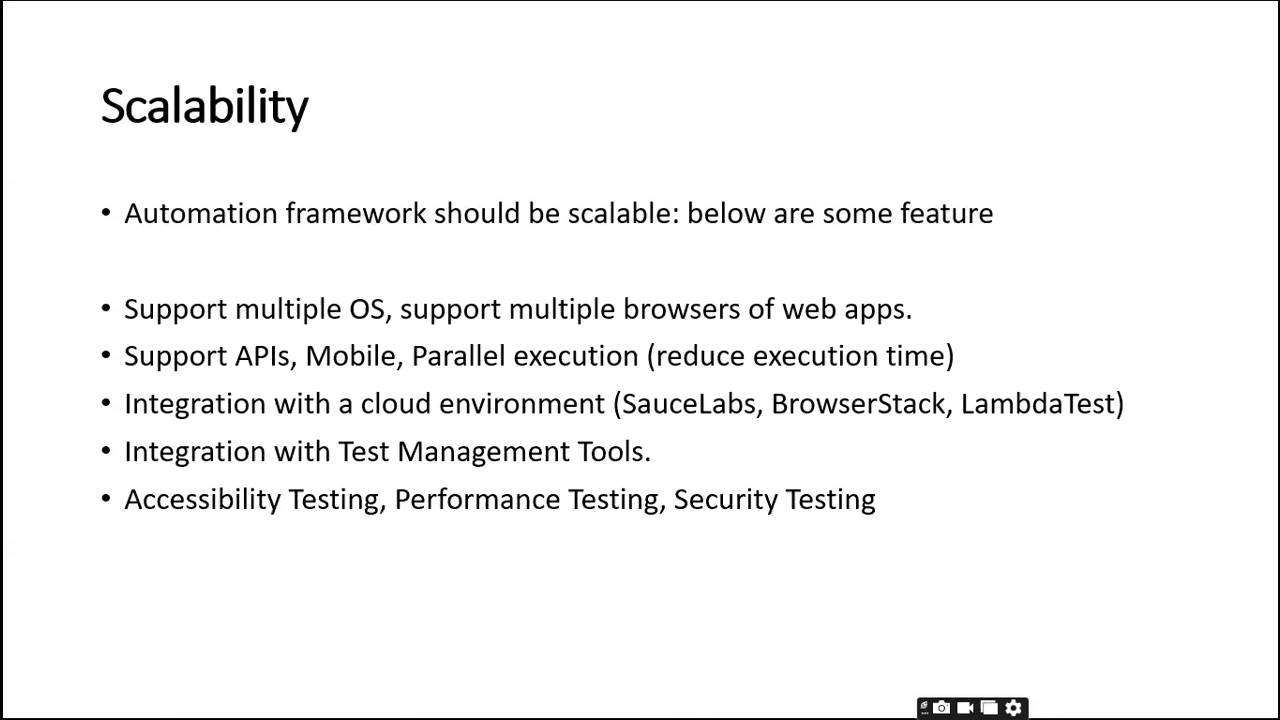 Scalability
• Automation framework should be scalable: below are some feature
• Support multiple OS, support multiple browsers of web apps.
• Support APIs, Mobile, Parallel execution (reduce execution time)
• Integration with a cloud environment (SauceLabs, BrowserStack, LambdaTest)
• Integration with Test Management Tools.
• Accessibility Testing, Performance Testing, Security Testing